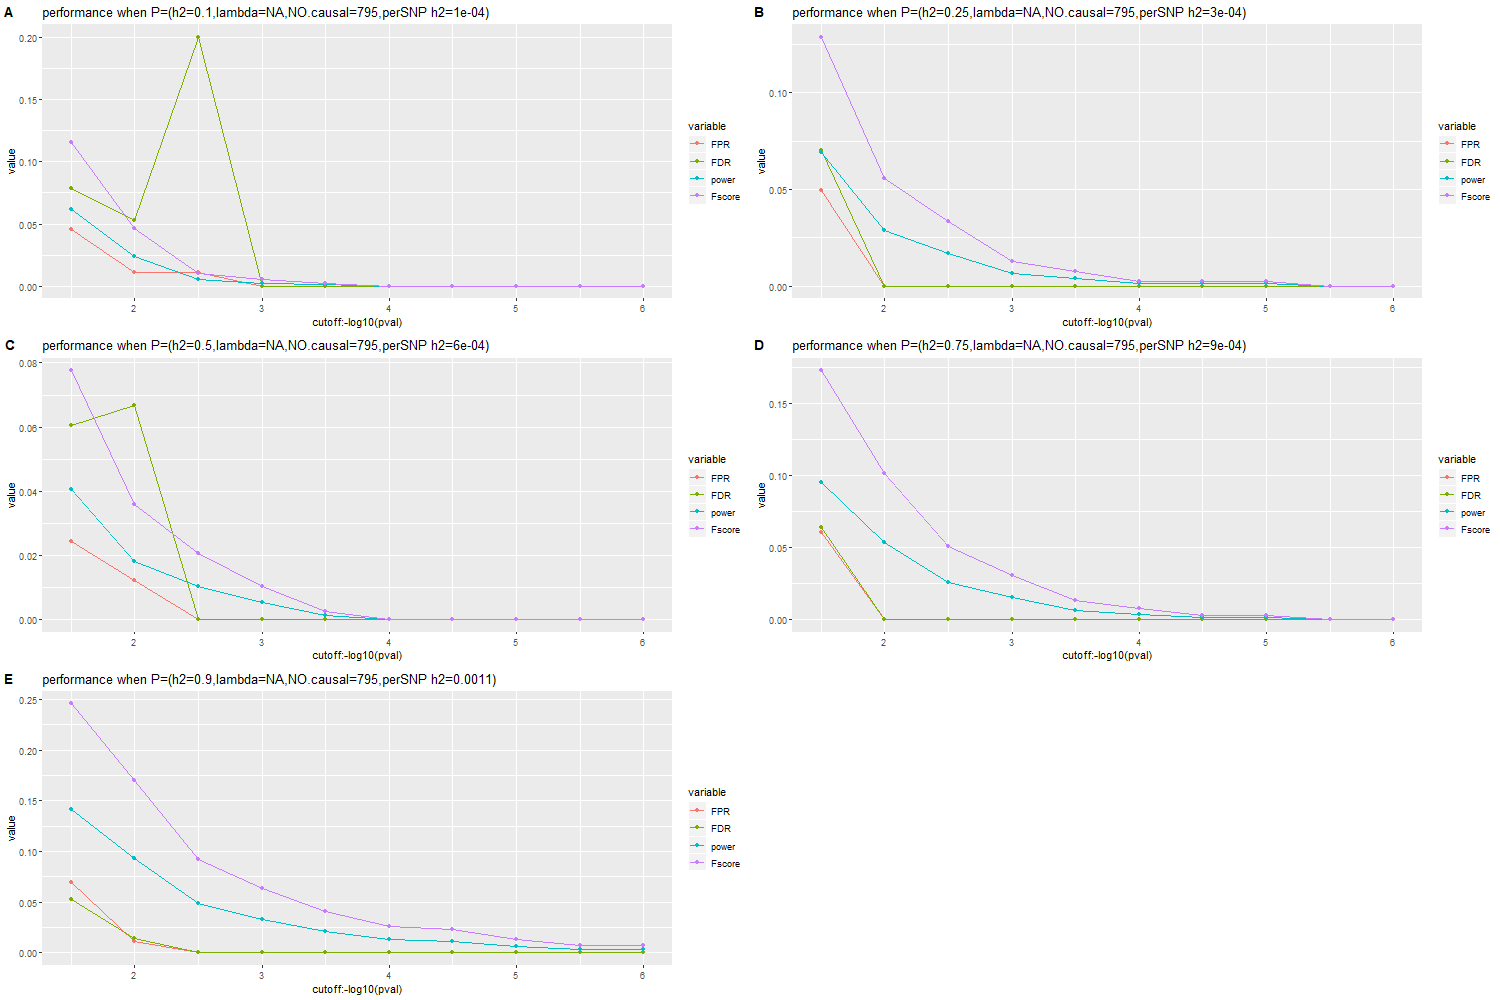 A performance when P=(h2=0.1,lambda=NA,NO.causal=795,perSNP h2=1e-04)
0.20
0.15
0.10
0.05
0.00
value
2 3 4 5 6
cutoff:-log10(pval)
variable
FPR
FDR
power
Fscore
B performance when P=(h2=0.25,lambda=NA,NO.causal=795,perSNP h2=3e-04)
0.10
0.05
0.00
value
2 3 4 5 6
cutoff:-log10(pval)
variable
FPR
FDR
power
Fscore
C performance when P=(h2=0.5,lambda=NA,NO.causal=795,perSNP h2=6e-04)
0.08
0.06
0.04
0.02
0.00
value
2 3 4 5 6
cutoff:-log10(pval)
variable
FPR
FDR
power
Fscore
D performance when P=(h2=0.75,lambda=NA,NO.causal=795,perSNP h2=9e-04)
0.15
0.10
0.05
0.00
value
2 3 4 5 6
cutoff:-log10(pval)
variable
FPR
FDR
power
Fscore
E performance when P=(h2=0.9,lambda=NA,NO.causal=795,perSNP h2=0.0011)
0.25
0.20
0.15
0.10
0.05
0.00
value
2 3 4 5 6
cutoff:-log10(pval)
variable
FPR
FDR
power
Fscore